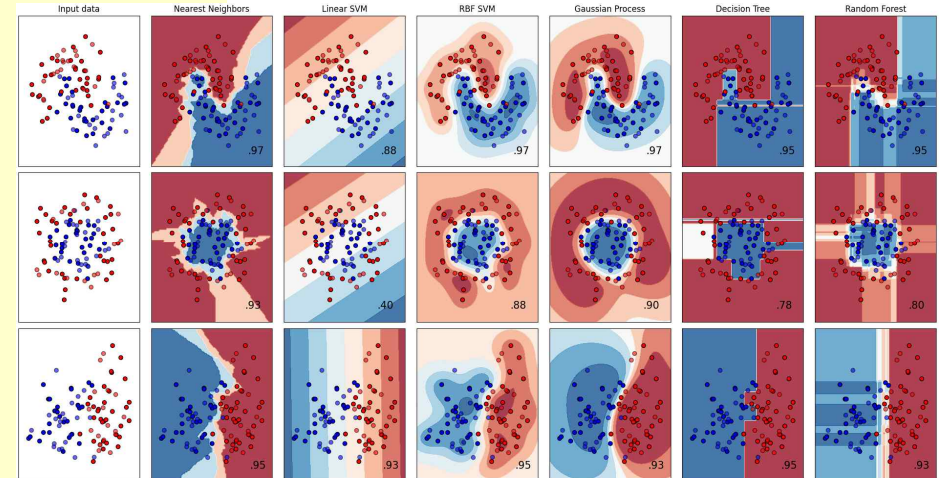 Input data
Nearest Neighbors
Linear SVM
RBF SVM
Gaussian Process
Decision Tree
Random Forest
.97
.88
.97
.97
.95
.95
.93
.40
.88
.90
.78
.80
.95
.93
.95
.93
.95
.93